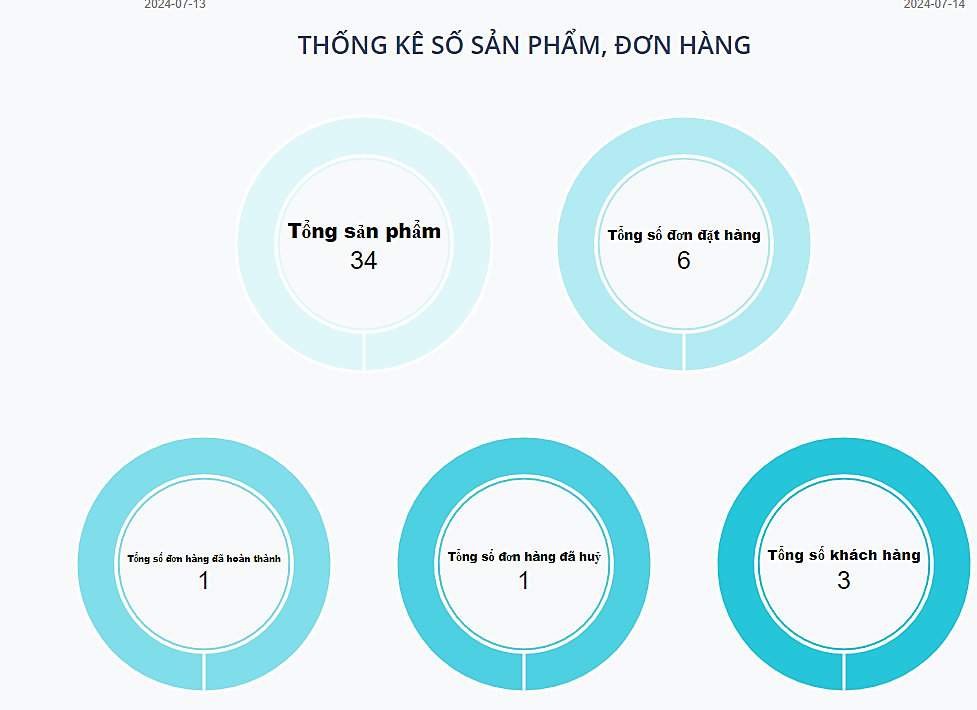 2024-07-13
2024-07-14
THỐNG KÊ SỐ SẢN PHẨM, ĐƠN HÀNG
Tổng sản phẩm
34
Tổng số đơn đặt hàng
6
Tổng số đơn hàng đã hoàn thành
1
Tổng số đơn hàng đã huỷ
1
Tổng số khách hàng
3